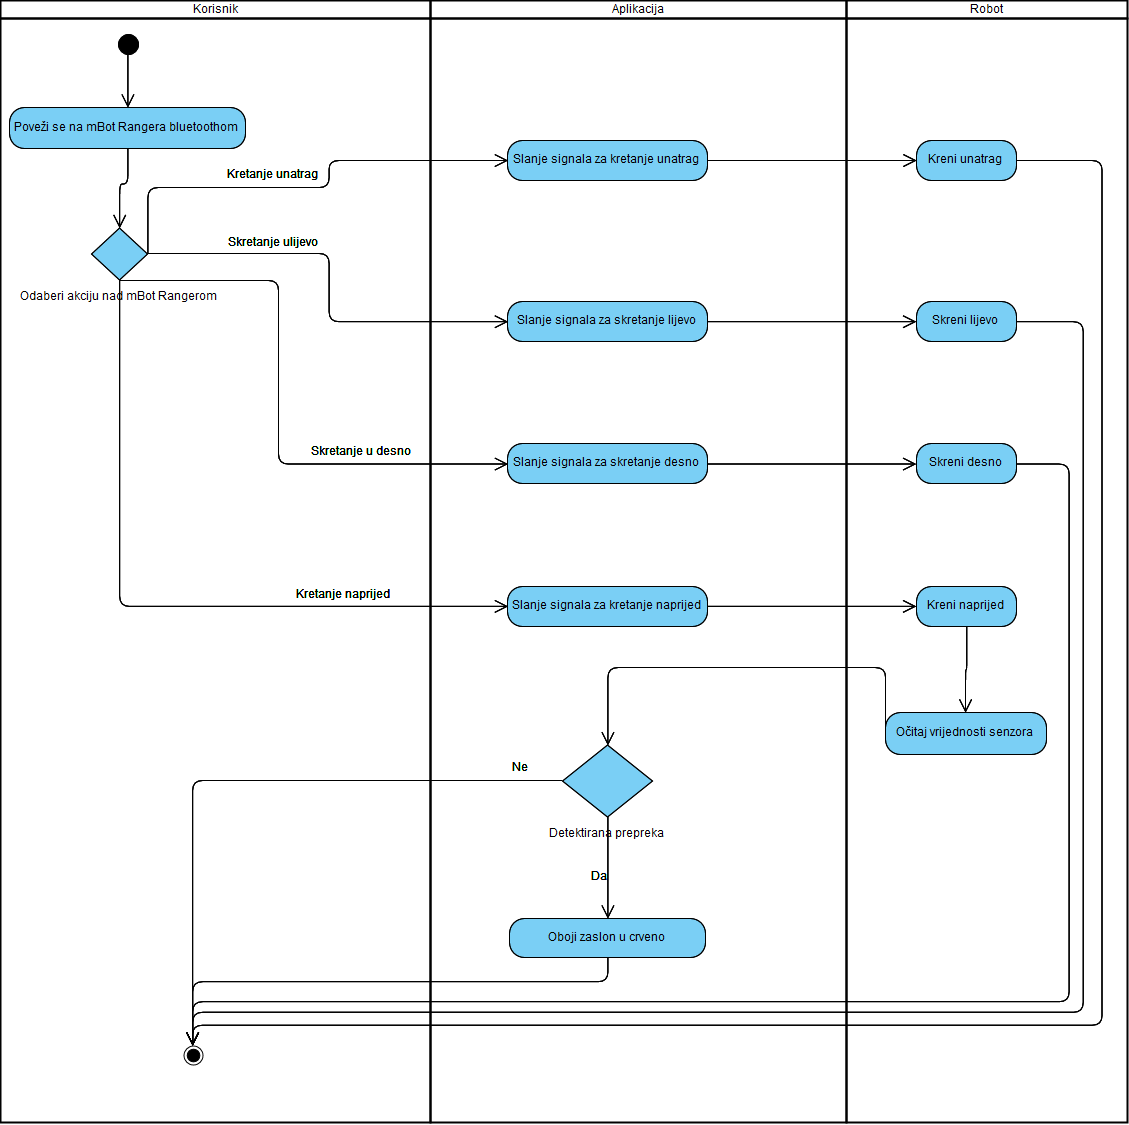 Korisnik
Aplikacija
Robot
Poveži se na mBot Rangera bluetoothom
Kretanje unatrag
Slanje signala za kretanje unatrag
Kreni unatrag
Skretanje ulijevo
Odaberi akciju nad mBot Rangerom
Slanje signala za skretanje lijevo
Skreni lijevo
Skretanje u desno
Slanje signala za skretanje desno
Skreni desno
Kretanje naprijed
Slanje signala za kretanje naprijed
Kreni naprijed
Očitaj vrijednosti senzora
Ne
Detektirana prepreka
Da
Oboji zaslon u crveno